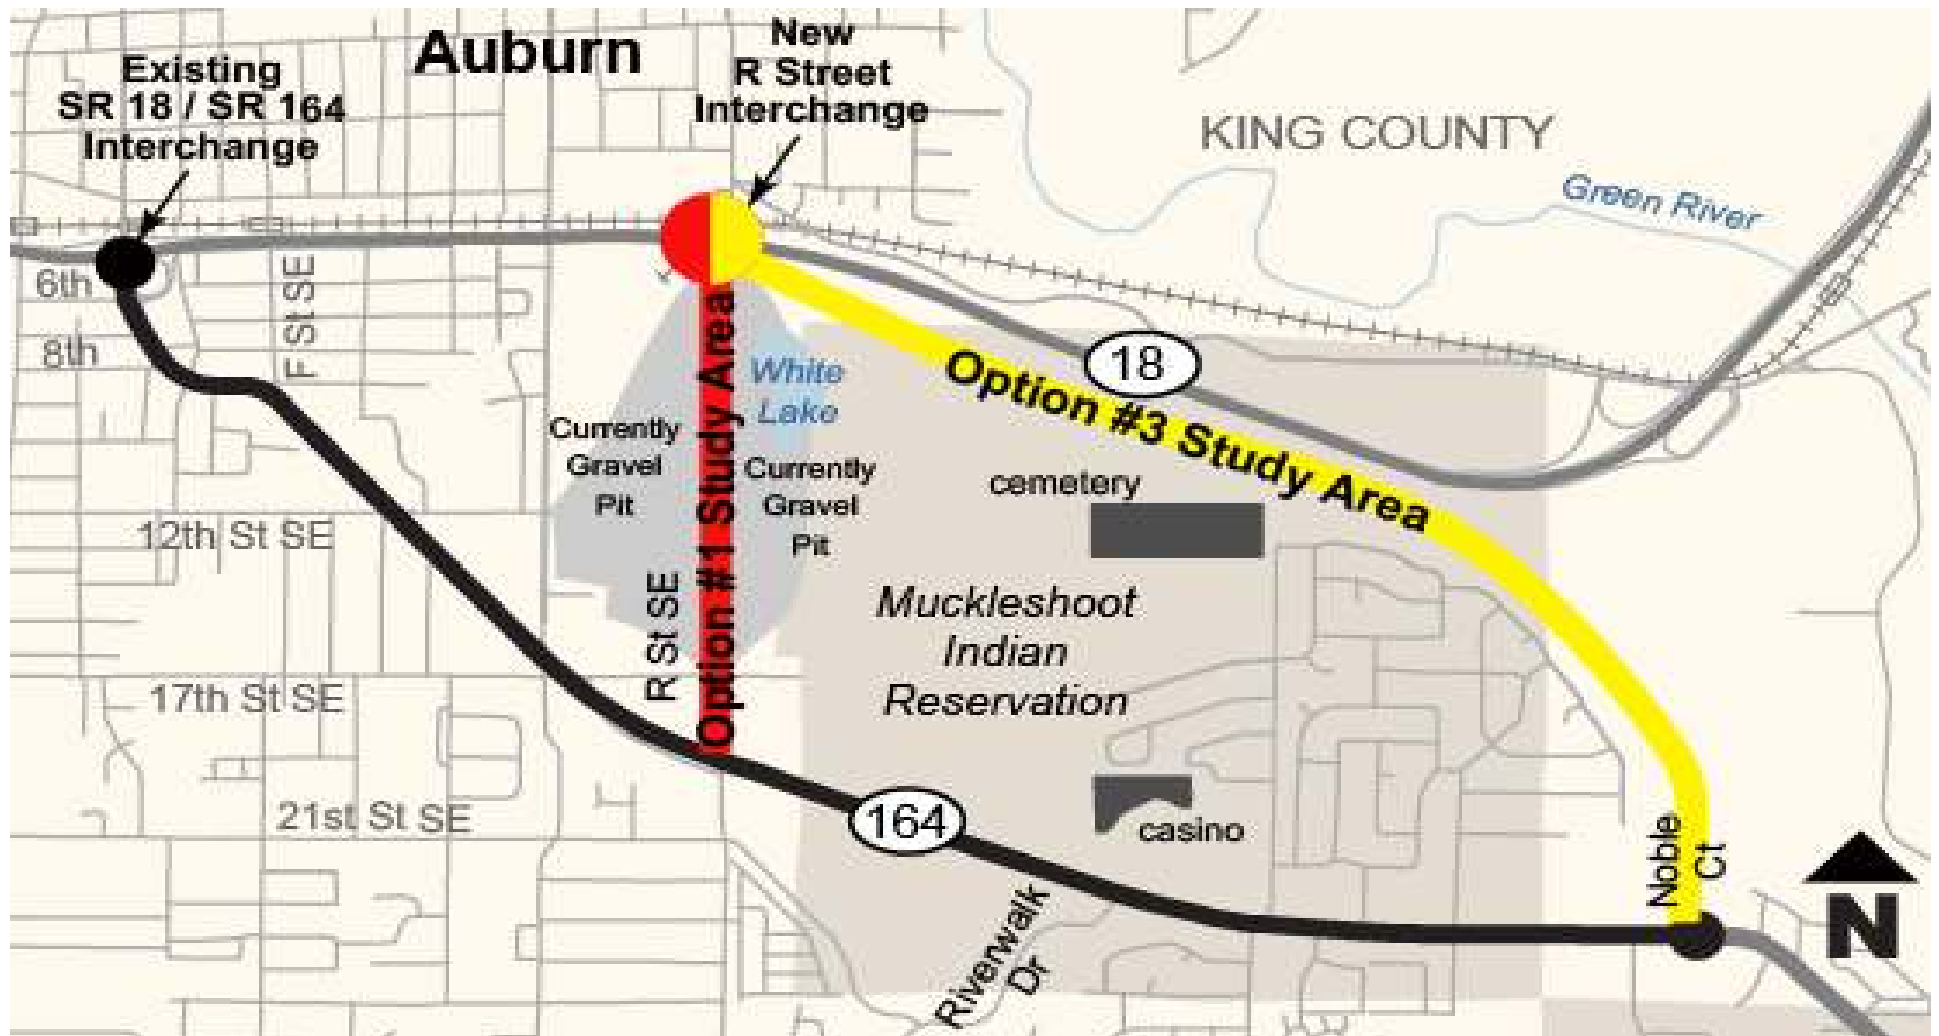 Auburn
Existing
SR 18 / SR 164
Interchange
New
R Street
Interchange
KING COUNTY
Green River
6th
8th
F St SE
White
Lake
18
Option #3 Study Area
Currently
Gravel
Pit
Option #1 Study Area
Currently
Gravel
Pit
cemetery
12th St SE
R St SE
Muckleshoot
Indian
Reservation
17th St SE
21st St SE
164
casino
Noble
Ct
Riverwalk
Dr
N